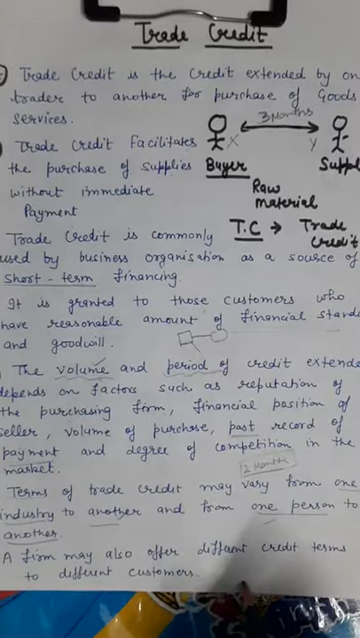 Payment
Trade Credit
Trade Credit is the credit extended by on
trader to another for purchase of Goods
services.
3 Months
X
Y
Trade Credit Facilitates
Buyer
Suppl
the purchase of Supplies
without immediate
Raw
Material
Payment
T.C → Trade
Credit
Trade Credit is commonly
used by business organisation as a source of
Short-term financing.
It is granted to those customers who
have reasonable amount of financial stand
and goodwill.
The volume and period of credit extende
depends on factors such as reputation of
the purchasing firm, financial position of
seller, volume of purchase, past record of
payment and degree of competition in the
market.
2 Months
Terms of trade credit may vary from one
industry to another and from one person to
another.
A firm may also offer different credit terms
to different customers.